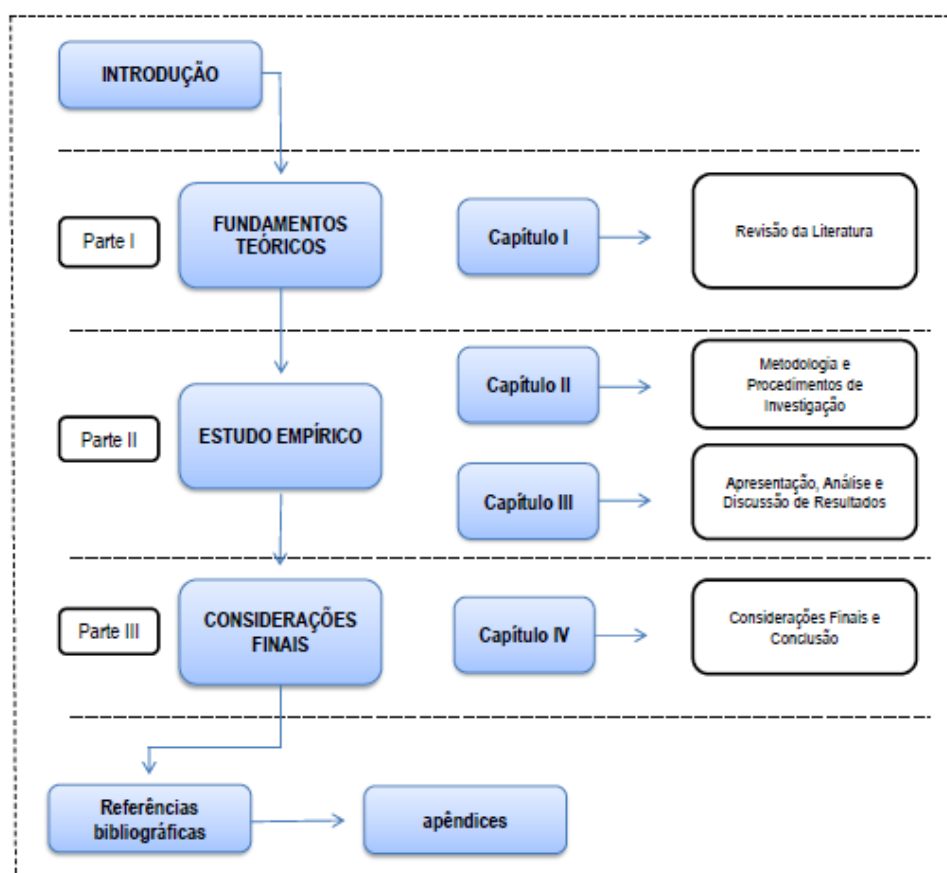 INTRODUÇÃO
Parte I
FUNDAMENTOS
TEÓRICOS
Capítulo I
Revisão da Literatura
Parte II
ESTUDO EMPÍRICO
Capítulo II
Metodologia e
Procedimentos de
Investigação
Capítulo III
Apresentação, Análise e
Discussão de Resultados
Parte III
CONSIDERAÇÕES
FINAIS
Capítulo IV
Considerações Finais e
Conclusão
Referências
bibliográficas
apêndices